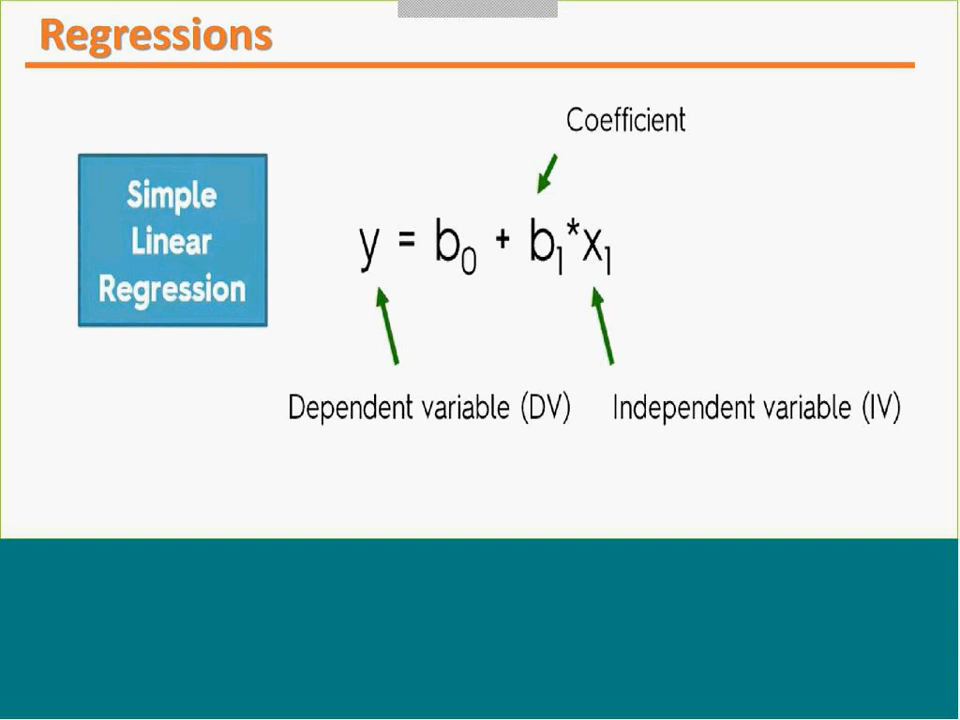 Regressions
Coefficient
Simple
Linear
Regression
y = b₀ + b₁*x₁
Dependent variable (DV)
Independent variable (IV)